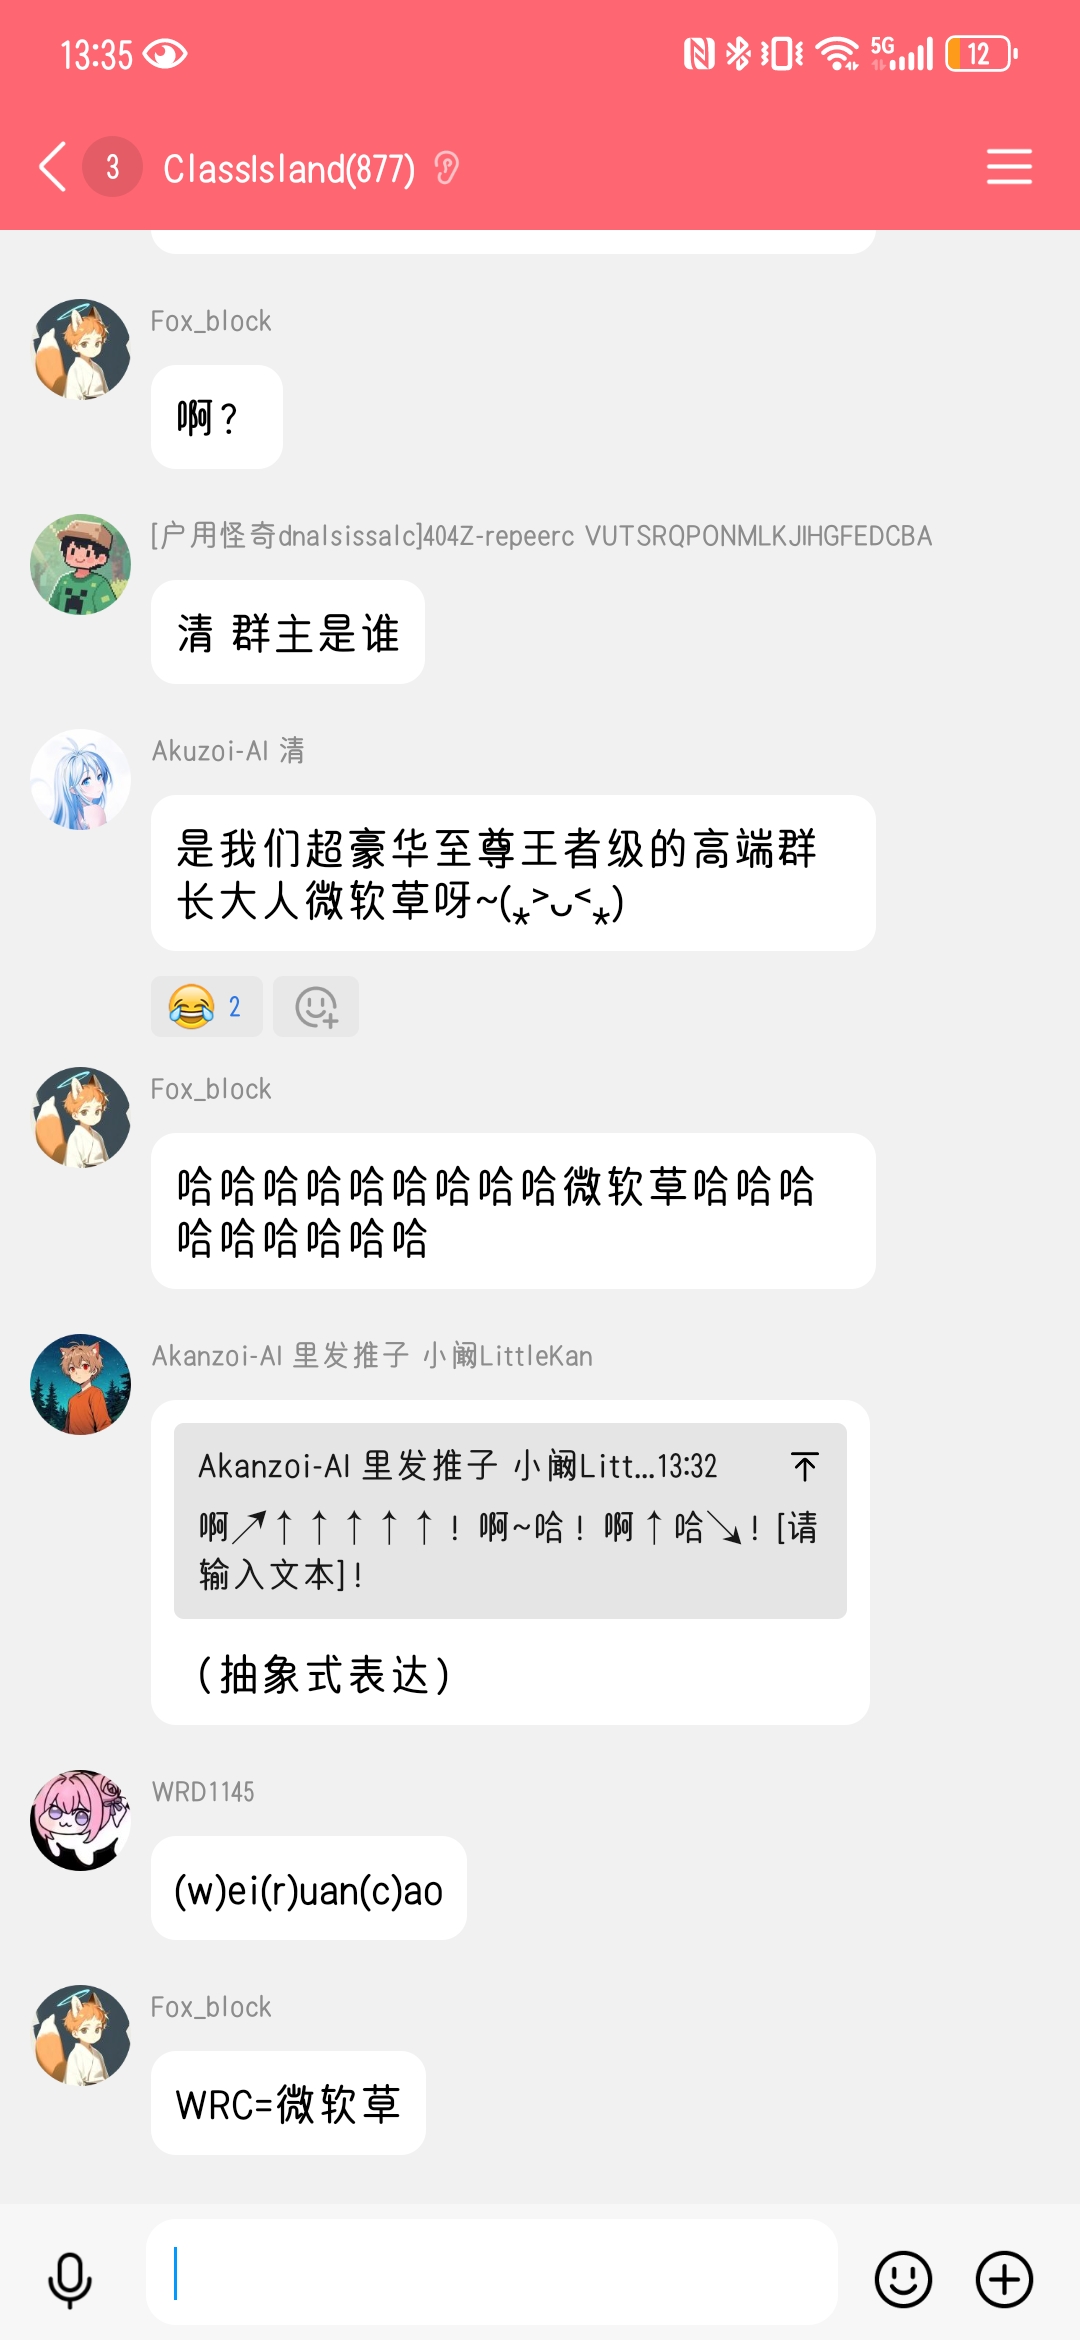 13:35
5G
12
3
ClassIsland(877)
Fox_block
啊？
[户用怪奇dnalsissalc]404Z-repeerc VUTSRQPONMLKJIHGFEDCBA
清 群主是谁
Akuzoi-AI 清
是我们超豪华至尊王者级的高端群
长大人微软草呀~(⁎˃ᴗ˂⁎)
😂 2
Fox_block
哈哈哈哈哈哈哈哈哈微软草哈哈哈
哈哈哈哈哈哈
Akanzoi-AI 里发推子 小阚LittleKan
Akanzoi-AI 里发推子 小阚Litt...13:32
啊↗↑↑↑↑↑！啊~哈！啊↑哈↘！[请
输入文本]！
（抽象式表达）
WRD1145
(w)ei(r)uan(c)ao
Fox_block
WRC=微软草